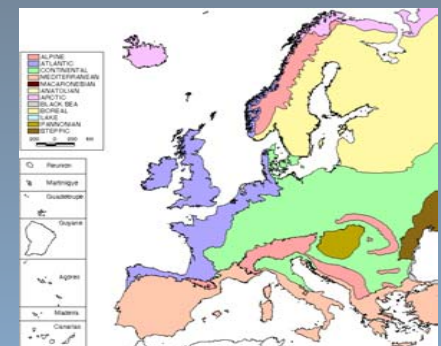 ALPINE
ATLANTIC
CONTINENTAL
MEDITERRANEAN
MACARONESIAN
ANATOLIAN
ARCTIC
BLACK SEA
BOREAL
LAKE
PANNONIAN
STEPPIC
Reunion
Martinique
Guadeloupe
Guyane
Açores
Madeira
Canarias